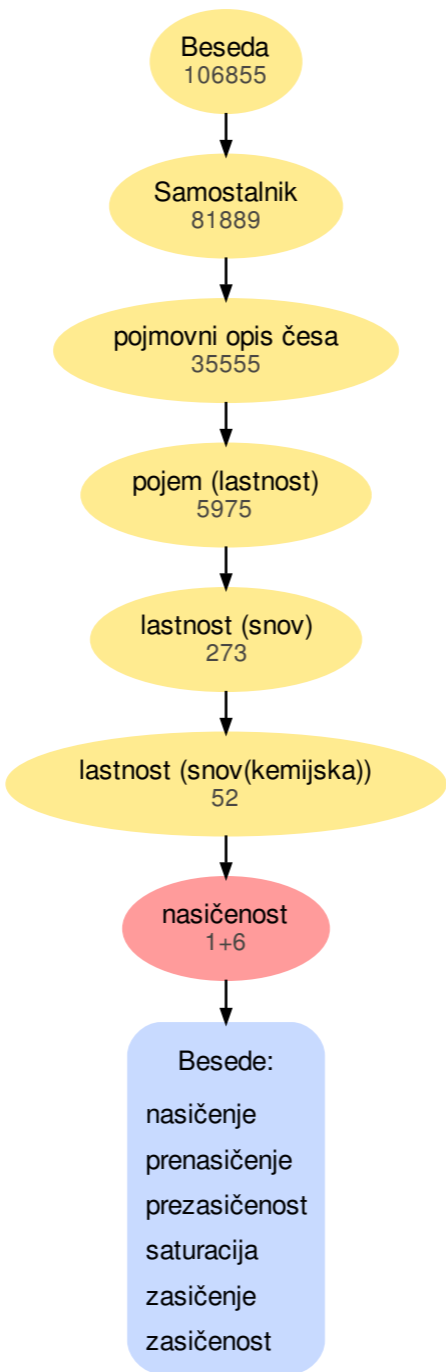 Beseda
106855
Samostalnik
81889
pojmovni opis česa
35555
pojem (lastnost)
5975
lastnost (snov)
273
lastnost (snov(kemijska))
52
nasičenost
1+6
Besede:
nasičenje
prenasičenje
prezasičenost
saturacija
zasičenje
zasičenost